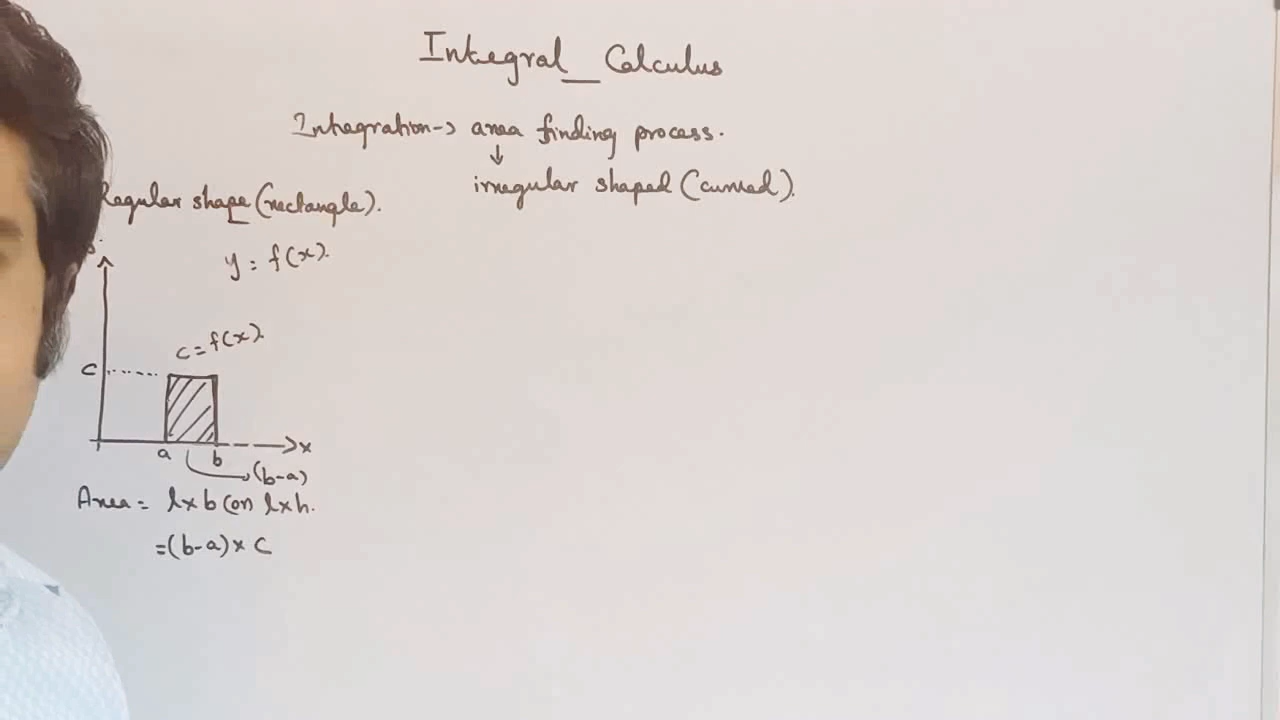 Integral Calculus
Integration → area finding process.
↓
irregular shaped (curved).
Regular shape (rectangle).
y = f(x).
c = f(x).
c
x
a b
(b-a)
Area = l×b (or) l×h.
= (b-a) × c